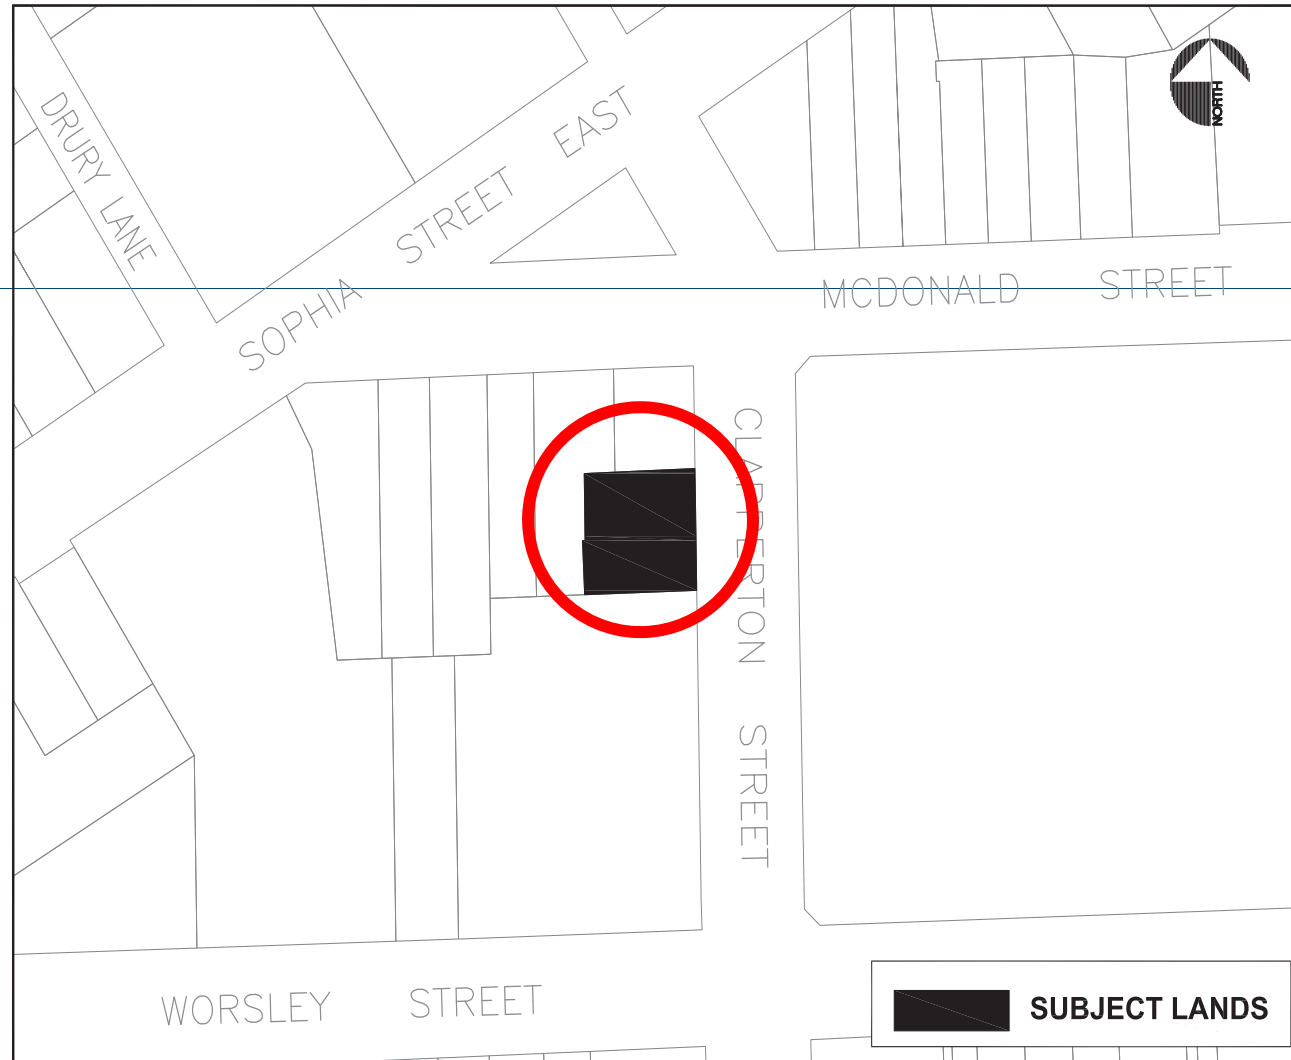 NORTH
DRURY LANE
SOPHIA STREET EAST
MCDONALD STREET
CLAPPERTON STREET
WORSLEY STREET
SUBJECT LANDS